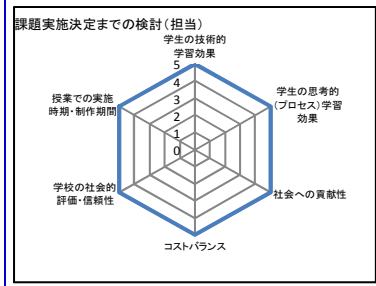 課題実施決定までの検討（担当）
学生の技術的
学習効果
5
4
3
2
1
0
学生の思考的
（プロセス）学習
効果
社会への貢献性
コストバランス
学校の社会的
評価・信頼性
授業での実施
時期・制作期間